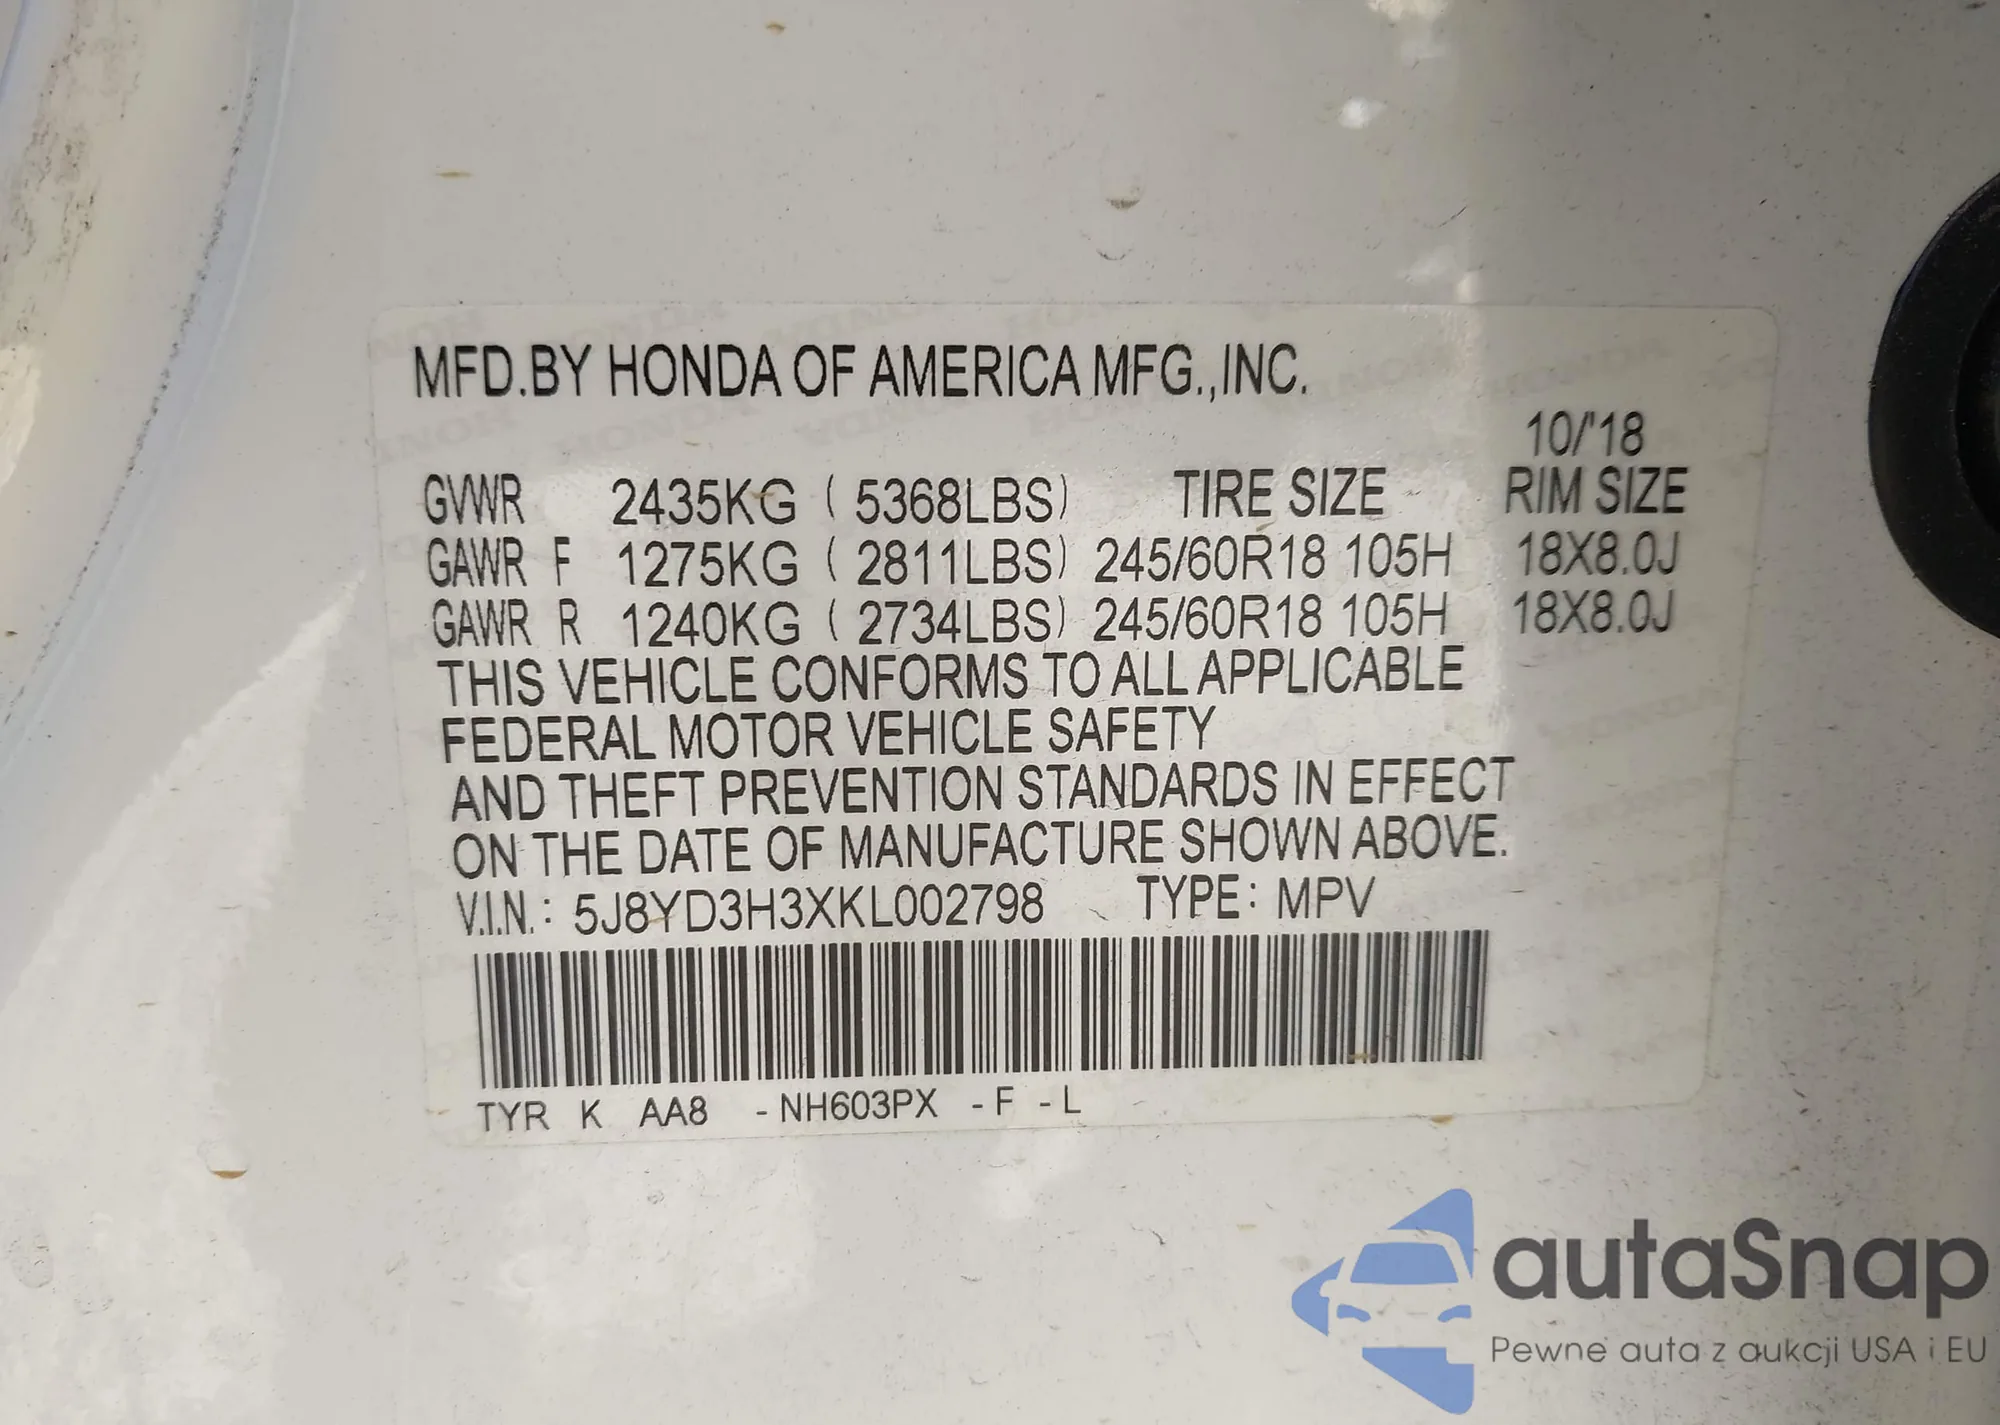 MFD.BY HONDA OF AMERICA MFG.,INC.
10/'18
GVWR 2435KG ( 5368LBS) TIRE SIZE RIM SIZE
GAWR F 1275KG ( 2811LBS) 245/60R18 105H 18X8.0J
GAWR R 1240KG ( 2734LBS) 245/60R18 105H 18X8.0J
THIS VEHICLE CONFORMS TO ALL APPLICABLE
FEDERAL MOTOR VEHICLE SAFETY
AND THEFT PREVENTION STANDARDS IN EFFECT
ON THE DATE OF MANUFACTURE SHOWN ABOVE.
V.I.N.: 5J8YD3H3XKL002798 TYPE: MPV
TYR K AA8 -NH603PX -F -L
autaSnap
Pewne auta z aukcji USA i EU